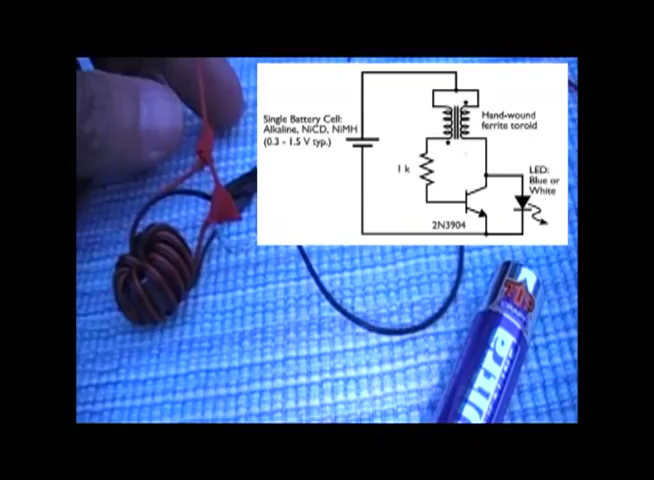 Single Battery Cell:
Alkaline, NiCD, NiMH
(0.3 - 1.5 V typ.)
Hand-wound
ferrite toroid
1 k
LED:
Blue or
White
2N3904
TOP
Ultra